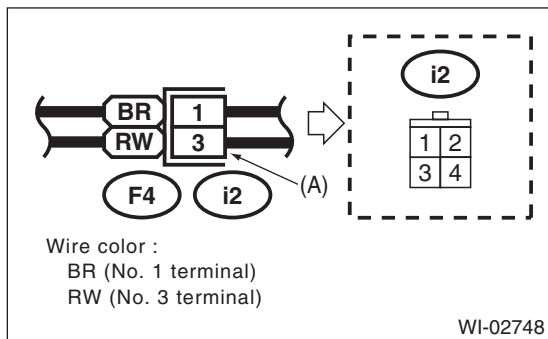 i2
BR 1
1 2
RW 3
3 4
F4 i2 (A)
Wire color :
BR (No. 1 terminal)
RW (No. 3 terminal)
WI-02748